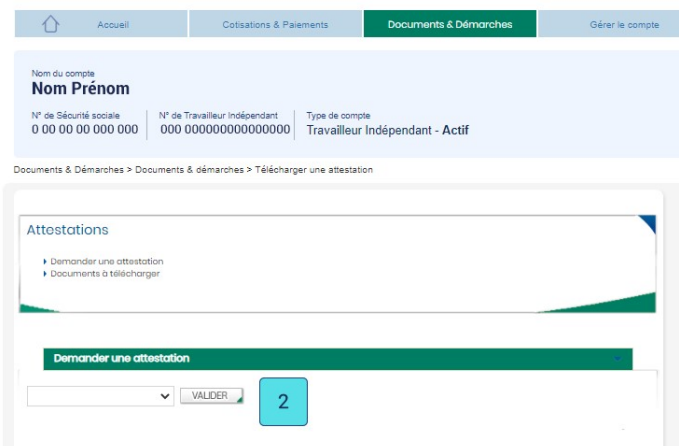 Accueil Cotisations & Paiements Documents & Démarches Gérer le compte
Nom du compte
Nom Prénom
N° de Sécurité sociale N° de Travailleur Indépendant Type de compte
0 00 00 00 000 000 000 000000000000000 Travailleur Indépendant - Actif
Documents & Démarches > Documents & démarches > Télécharger une attestation
Attestations
Demander une attestation
Documents à télécharger
Demander une attestation
VALIDER 2